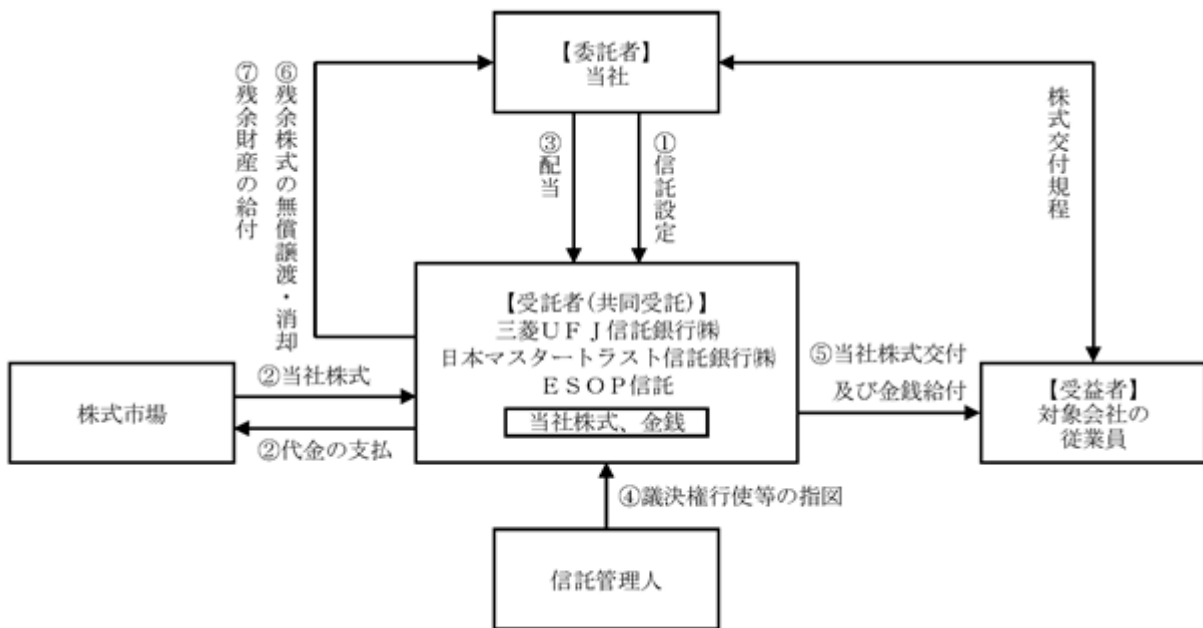 【委託者】
当社
⑦残余財産の給付
⑥残余株式の無償譲渡・消却
③配当
①信託設定
株式交付規程
【受託者(共同受託)】
三菱UFJ信託銀行㈱
日本マスタートラスト信託銀行㈱
ESOP信託
当社株式、金銭
株式市場
②当社株式
②代金の支払
⑤当社株式交付
及び金銭給付
【受益者】
対象会社の
従業員
④議決権行使等の指図
信託管理人